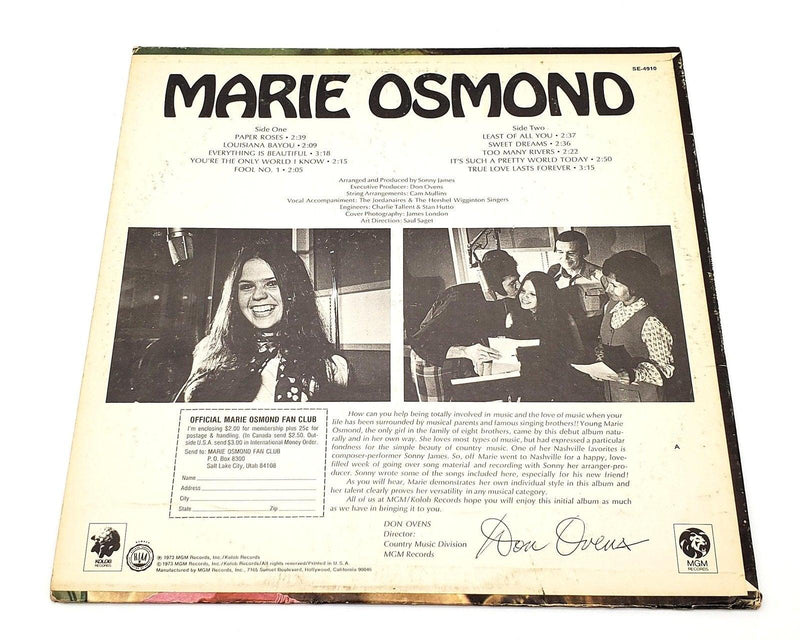 SE-4910
MARIE OSMOND
Side One
PAPER ROSES • 2:39
LOUISIANA BAYOU • 2:09
EVERYTHING IS BEAUTIFUL • 3:18
YOU'RE THE ONLY WORLD I KNOW • 2:15
FOOL NO. 1 • 2:05
Side Two
LEAST OF ALL YOU • 2:37
SWEET DREAMS • 2:36
TOO MANY RIVERS • 2:22
IT'S SUCH A PRETTY WORLD TODAY • 2:50
TRUE LOVE LASTS FOREVER • 3:15
Arranged and Produced by Sonny James
Executive Producer: Don Ovens
String Arrangements: Cam Mullins
Vocal Accompaniment: The Jordanaires & The Hershel Wigginton Singers
Engineers: Charlie Tallent & Stan Hutto
Cover Photography: James London
Art Direction: Saul Saget
OFFICIAL MARIE OSMOND FAN CLUB
I'm enclosing $2.00 for membership plus 25c for
postage & handling. (In Canada send $2.50. Out-
side U.S.A. send $3.00 in International Money Order.
Send to: MARIE OSMOND FAN CLUB
P.O. Box 8300
Salt Lake City, Utah 84108
Name
Address
City
State Zip
How can you help being totally involved in music and the love of music when your
life has been surrounded by musical parents and famous singing brothers!! Young Marie
Osmond, the only girl in the family of eight brothers, came by this debut album natu-
rally and in her own way. She loves most types of music, but had expressed a particular
fondness for the simple beauty of country music. One of her Nashville favorites is
composer-performer Sonny James. So, off Marie went to Nashville for a happy, love-
filled week of going over song material and recording with Sonny her arranger-pro-
ducer. Sonny wrote some of the songs included here, especially for his new friend!
As you will hear, Marie demonstrates her own individual style in this album and
her talent clearly proves her versatility in any musical category.
All of us at MGM/Kolob Records hope you will enjoy this initial album as much
as we have in bringing it to you.
A
DON OVENS
Director:
Country Music Division
MGM Records
Don Ovens
KOLOB
RECORDS
℗ 1973 MGM Records, Inc./Kolob Records
© 1973 MGM Records, Inc./Kolob Records/All rights reserved/Printed in U.S.A.
Manufactured by MGM Records, Inc., 7165 Sunset Boulevard, Hollywood, California 90046
MGM
RECORDS